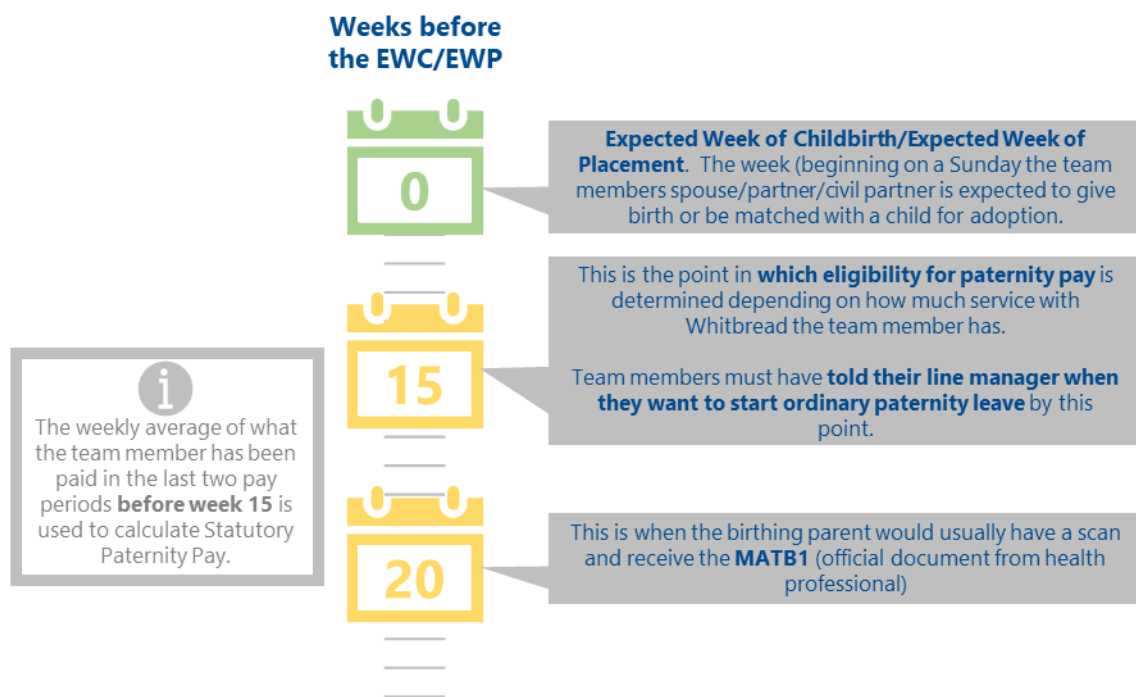 Weeks before
the EWC/EWP
0
Expected Week of Childbirth/Expected Week of
Placement.  The week (beginning on a Sunday the team
members spouse/partner/civil partner is expected to give
birth or be matched with a child for adoption.
This is the point in which eligibility for paternity pay is
determined depending on how much service with
Whitbread the team member has.
Team members must have told their line manager when
they want to start ordinary paternity leave by this
point.
15
i
The weekly average of what
the team member has been
paid in the last two pay
periods before week 15 is
used to calculate Statutory
Paternity Pay.
20
This is when the birthing parent would usually have a scan
and receive the MATB1 (official document from health
professional)